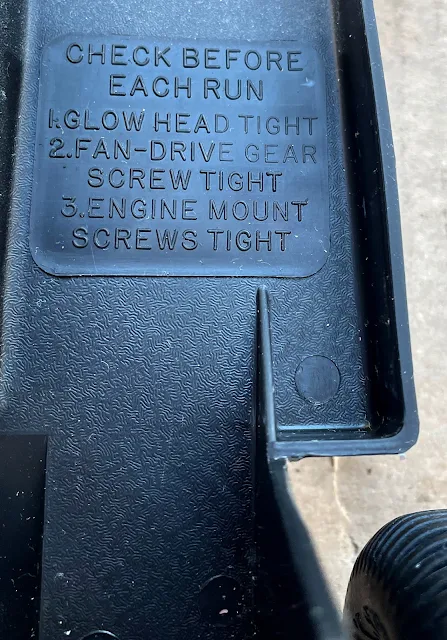 CHECK BEFORE
EACH RUN
1.GLOW HEAD TIGHT
2.FAN-DRIVE GEAR
SCREW TIGHT
3.ENGINE MOUNT
SCREWS TIGHT